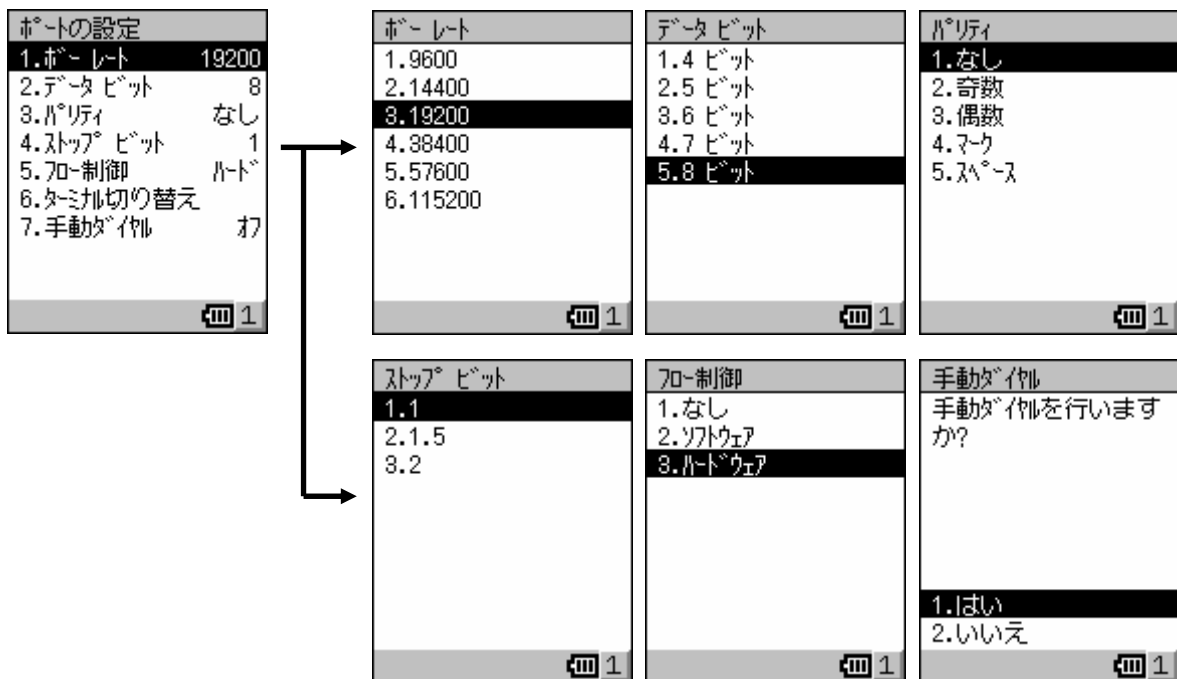 ﾎﾟｰﾄの設定
1.ﾎﾞｰ ﾚｰﾄ 19200
2.ﾃﾞｰﾀ ﾋﾞｯﾄ 8
3.ﾊﾟﾘﾃｨ なし
4.ｽﾄｯﾌﾟ ﾋﾞｯﾄ 1
5.ﾌﾛｰ制御 ﾊｰﾄﾞ
6.ﾀｰﾐﾅﾙ切り替え
7.手動ﾀﾞｲﾔﾙ ｵﾌ
1
ﾎﾞｰ ﾚｰﾄ
1.9600
2.14400
3.19200
4.38400
5.57600
6.115200
1
ﾃﾞｰﾀ ﾋﾞｯﾄ
1.4 ﾋﾞｯﾄ
2.5 ﾋﾞｯﾄ
3.6 ﾋﾞｯﾄ
4.7 ﾋﾞｯﾄ
5.8 ﾋﾞｯﾄ
1
ﾊﾟﾘﾃｨ
1.なし
2.奇数
3.偶数
4.ﾏｰｸ
5.ｽﾍﾟｰｽ
1
ｽﾄｯﾌﾟ ﾋﾞｯﾄ
1.1
2.1.5
3.2
1
ﾌﾛｰ制御
1.なし
2.ｿﾌﾄｳｪｱ
3.ﾊｰﾄﾞｳｪｱ
1
手動ﾀﾞｲﾔﾙ
手動ﾀﾞｲﾔﾙを行います
か?
1.はい
2.いいえ
1